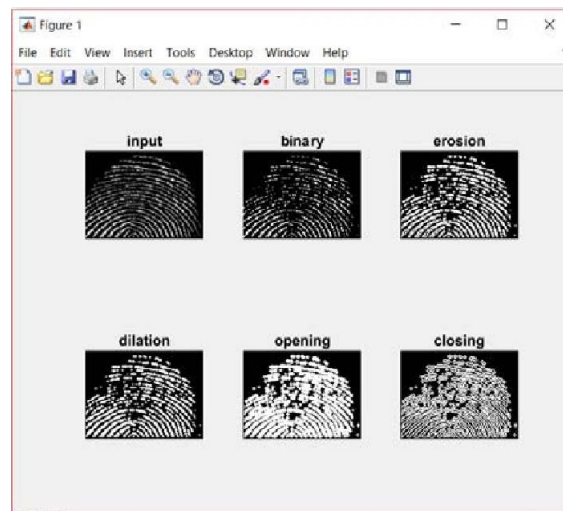 Figure 1
File Edit View Insert Tools Desktop Window Help
input binary erosion
dilation opening closing